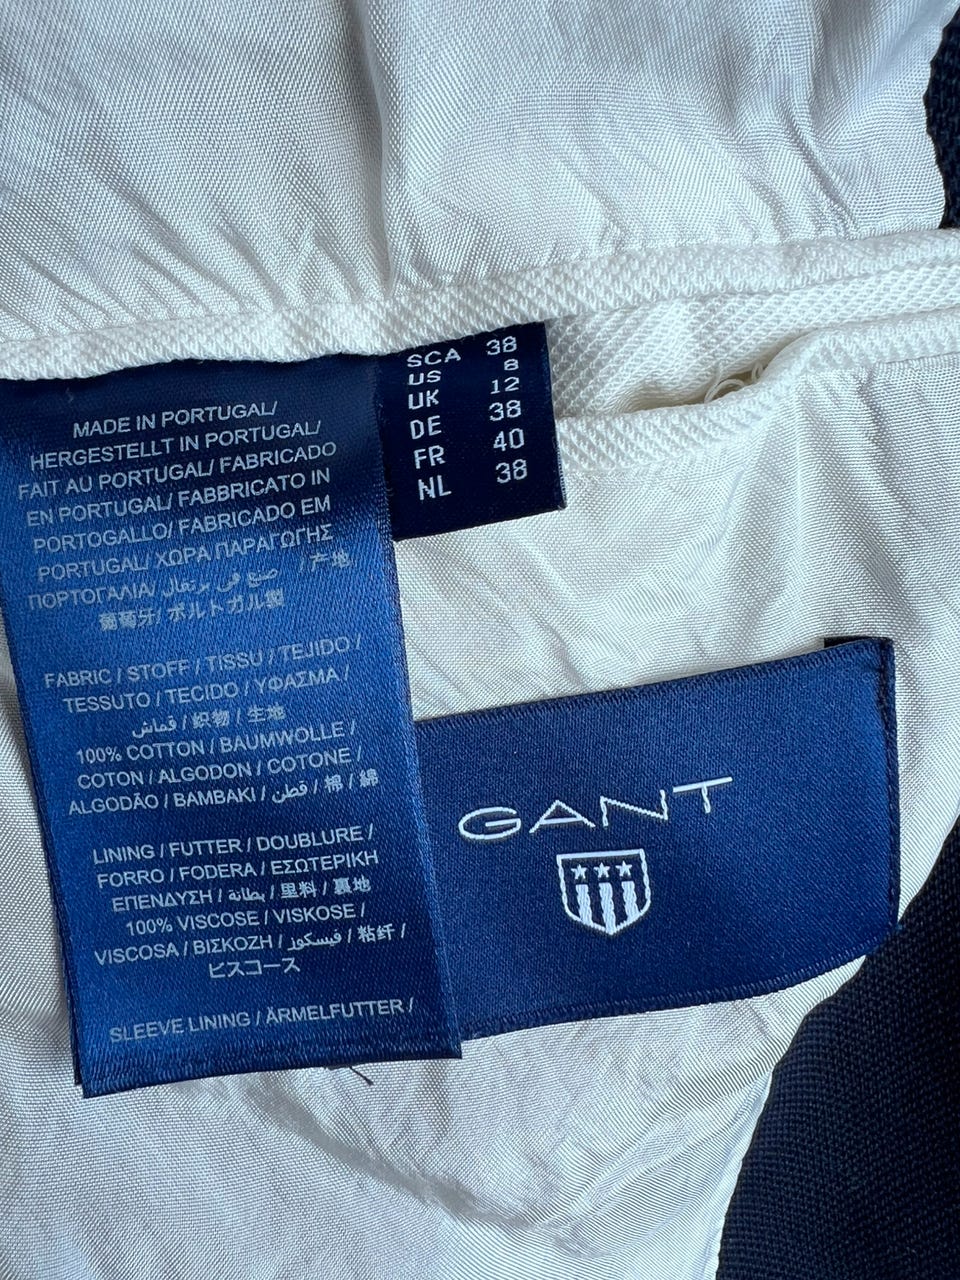 SCA 38
US 8
UK 12
DE 38
FR 40
NL 38
MADE IN PORTUGAL/
HERGESTELLT IN PORTUGAL/
FAIT AU PORTUGAL/ FABRICADO
EN PORTUGAL/ FABBRICATO IN
PORTOGALLO/ FABRICADO EM
PORTUGAL/ ΧΩΡΑ ΠΑΡΑΓΩΓΗΣ
ΠΟΡΤΟΓΑΛΙΑ/ صنع في برتغال / 产地
葡萄牙/ ポルトガル製
FABRIC / STOFF / TISSU / TEJIDO /
TESSUTO / TECIDO / ΥΦΑΣΜΑ /
قماش / 织物 / 生地
100% COTTON / BAUMWOLLE /
COTON / ALGODON / COTONE /
ALGODÃO / BAMBAKI / قطن / 棉 / 綿
LINING / FUTTER / DOUBLURE /
FORRO / FODERA / ΕΣΩΤΕΡΙΚΗ
ΕΠΕΝΔΥΣΗ / بطانة / 里料 / 裏地
100% VISCOSE / VISKOSE /
VISCOSA / ΒΙΣΚΟΖΗ / فيسكوز / 粘纤 /
ビスコース
SLEEVE LINING / ÄRMELFUTTER /
GANT